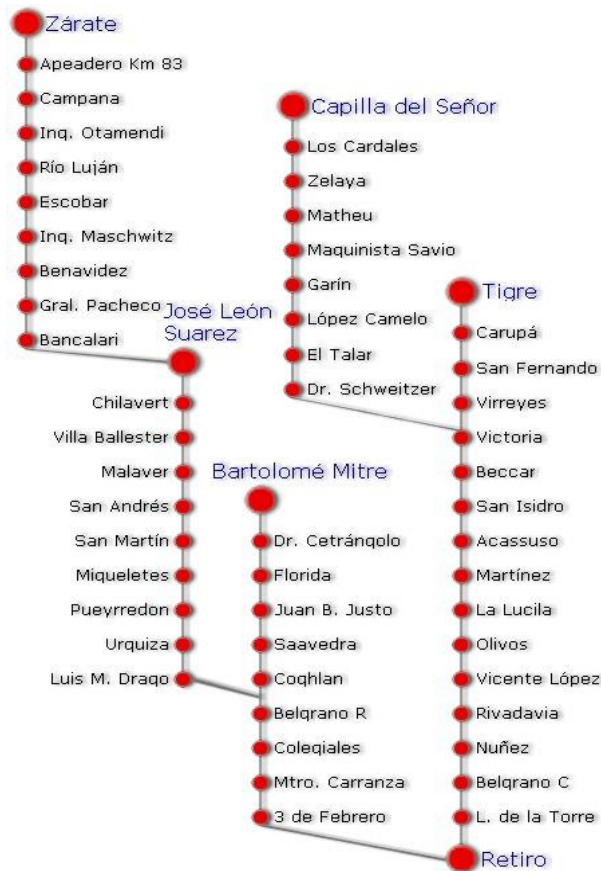 Zárate
Apeadero Km 83
Campana
Ing. Otamendi
Río Luján
Escobar
Ing. Maschwitz
Benavidez
Gral. Pacheco
Bancalari
José León
Suarez
Chilavert
Villa Ballester
Malaver
San Andrés
San Martín
Miqueletes
Pueyrredon
Urquiza
Luis M. Drago
Capilla del Señor
Los Cardales
Zelaya
Matheu
Maquinista Savio
Garín
López Camelo
El Talar
Dr. Schweitzer
Bartolomé Mitre
Dr. Cetrángolo
Florida
Juan B. Justo
Saavedra
Coghlan
Belgrano R
Colegiales
Mtro. Carranza
3 de Febrero
Tigre
Carupá
San Fernando
Virreyes
Victoria
Beccar
San Isidro
Acassuso
Martínez
La Lucila
Olivos
Vicente López
Rivadavia
Nuñez
Belgrano C
L. de la Torre
Retiro